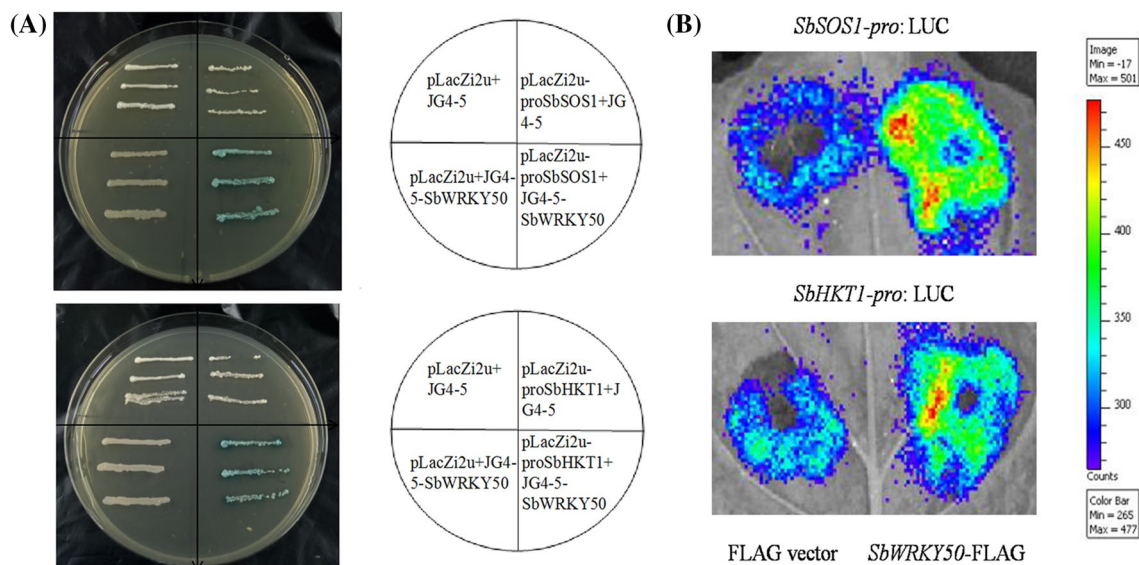 (A)
pLacZi2u+
JG4-5
pLacZi2u-
proSbSOS1+JG
4-5
pLacZi2u+JG4-
5-SbWRKY50
pLacZi2u-
proSbSOS1+
JG4-5-
SbWRKY50
pLacZi2u+
JG4-5
pLacZi2u-
proSbHKT1+J
G4-5
pLacZi2u+JG4-
5-SbWRKY50
pLacZi2u-
proSbHKT1+
JG4-5-
SbWRKY50
(B)
SbSOS1-pro: LUC
SbHKT1-pro: LUC
FLAG vector
SbWRKY50-FLAG
Image
Min = -17
Max = 501
450
400
350
300
Counts
Color Bar
Min = 265
Max = 477